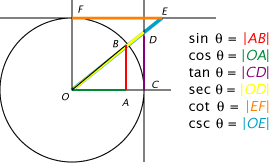 F
E
B
D
O
A
C
sin θ = |AB|
cos θ = |OA|
tan θ = |CD|
sec θ = |OD|
cot θ = |EF|
csc θ = |OE|